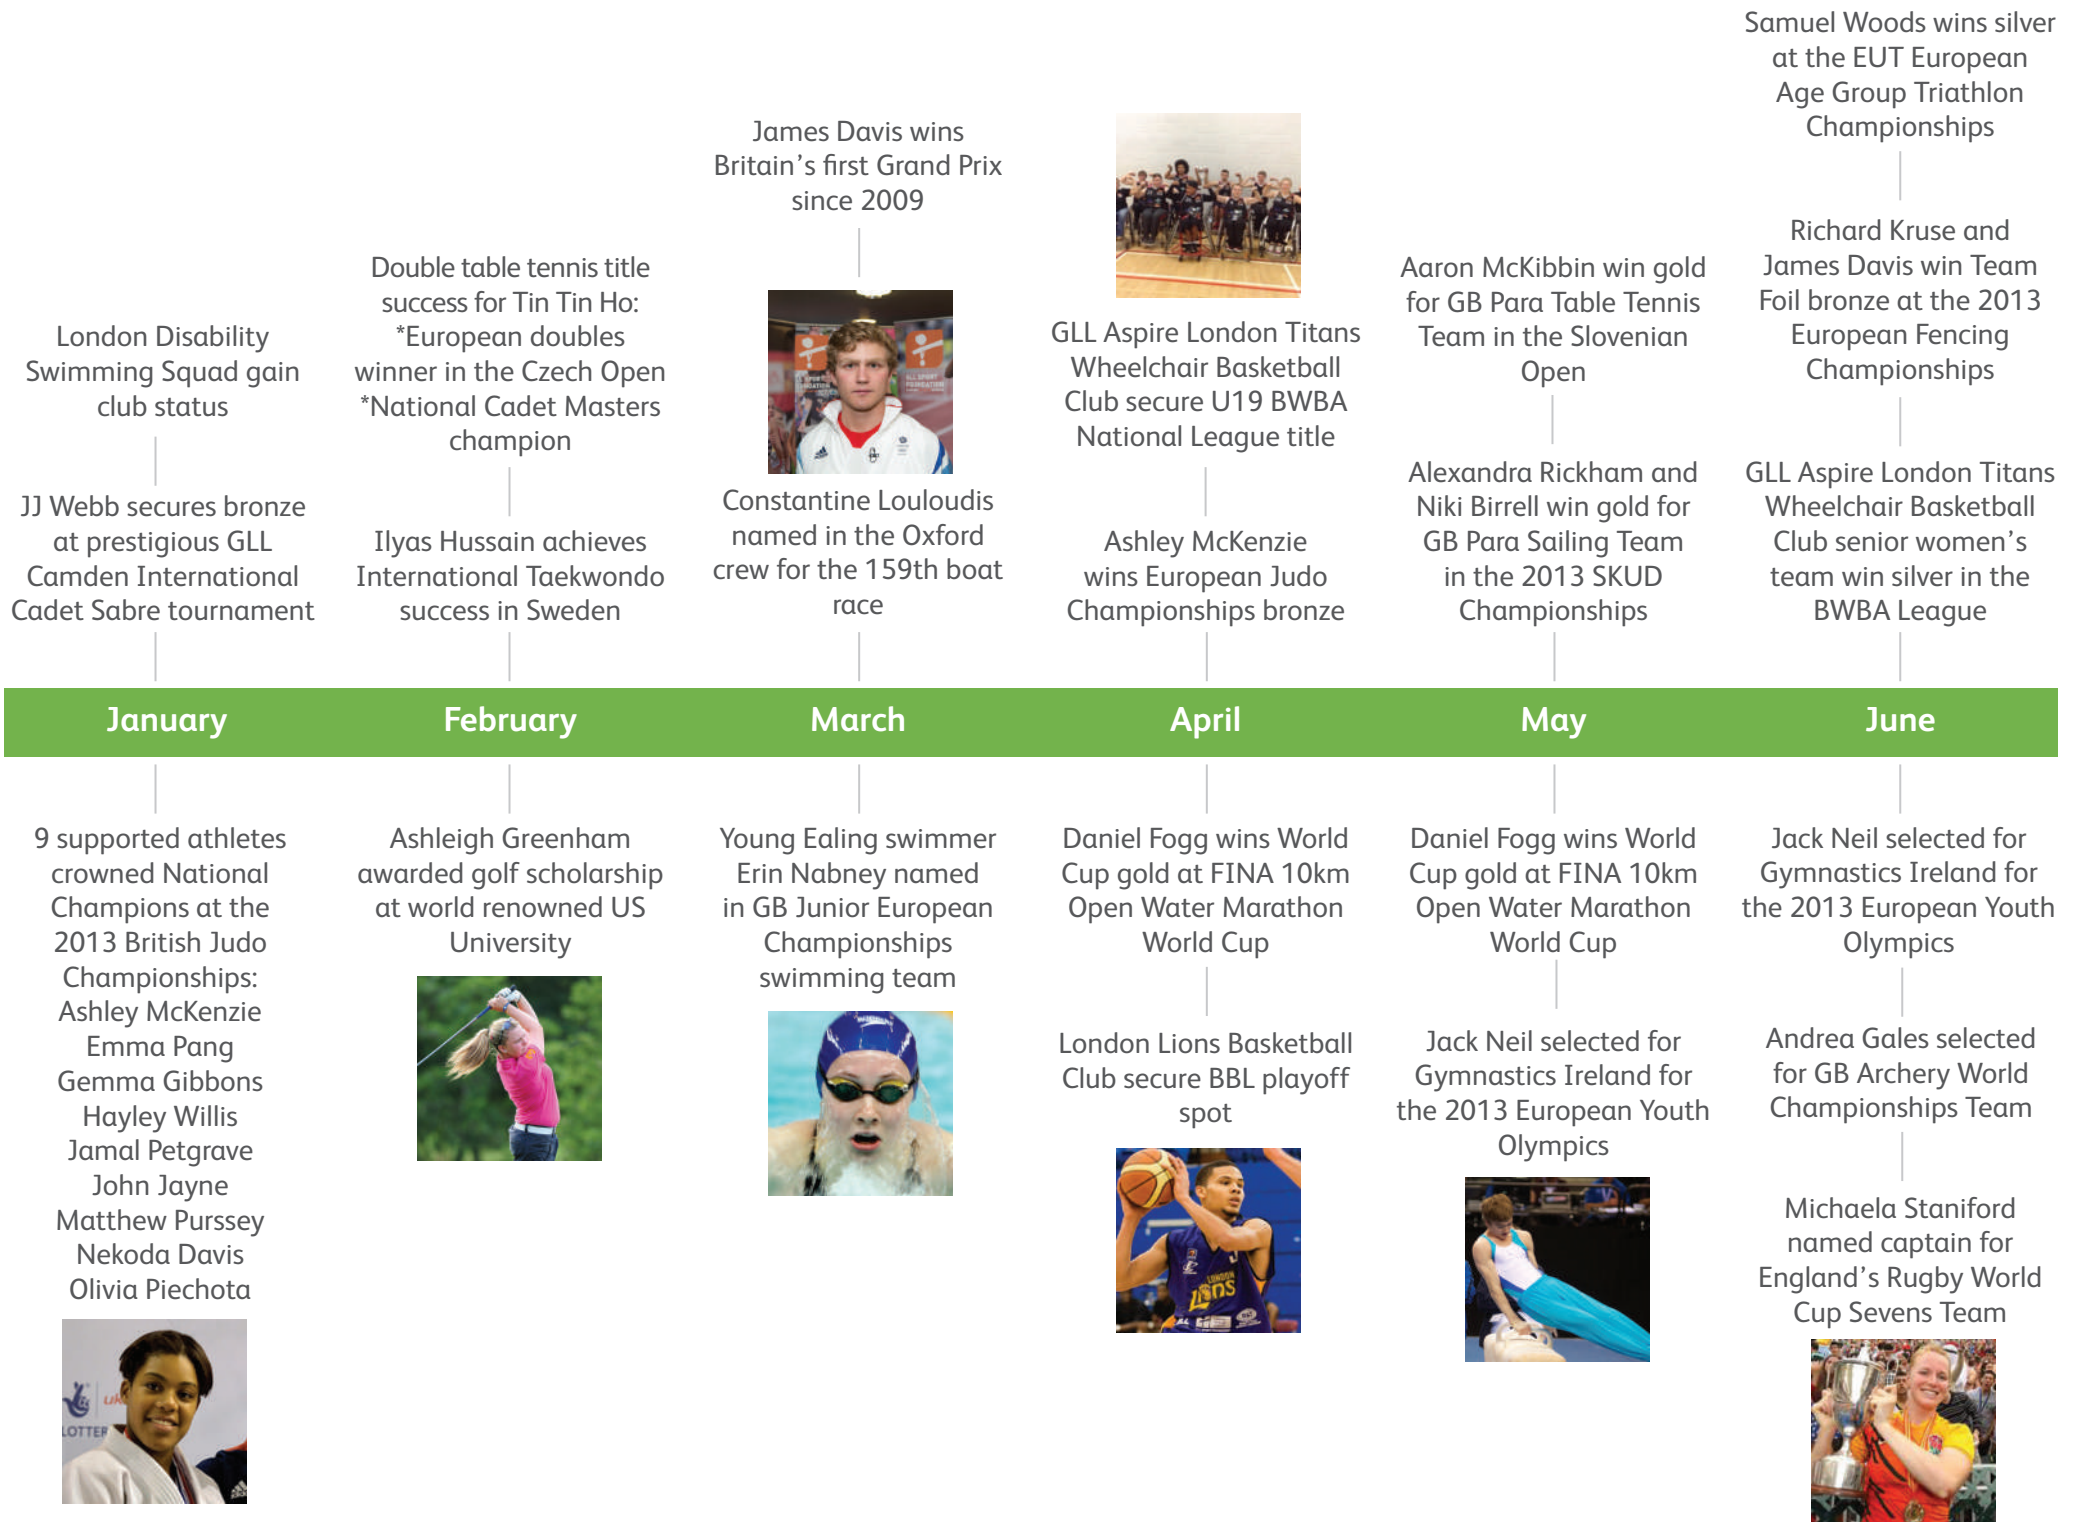 London Disability
Swimming Squad gain
club status
JJ Webb secures bronze
at prestigious GLL
Camden International
Cadet Sabre tournament
Double table tennis title
success for Tin Tin Ho:
*European doubles
winner in the Czech Open
*National Cadet Masters
champion
Ilyas Hussain achieves
International Taekwondo
success in Sweden
James Davis wins
Britain’s first Grand Prix
since 2009
Constantine Louloudis
named in the Oxford
crew for the 159th boat
race
GLL Aspire London Titans
Wheelchair Basketball
Club secure U19 BWBA
National League title
Ashley McKenzie
wins European Judo
Championships bronze
Aaron McKibbin win gold
for GB Para Table Tennis
Team in the Slovenian
Open
Alexandra Rickham and
Niki Birrell win gold for
GB Para Sailing Team
in the 2013 SKUD
Championships
Samuel Woods wins silver
at the EUT European
Age Group Triathlon
Championships
Richard Kruse and
James Davis win Team
Foil bronze at the 2013
European Fencing
Championships
GLL Aspire London Titans
Wheelchair Basketball
Club senior women’s
team win silver in the
BWBA League
January
February
March
April
May
June
9 supported athletes
crowned National
Champions at the
2013 British Judo
Championships:
Ashley McKenzie
Emma Pang
Gemma Gibbons
Hayley Willis
Jamal Petgrave
John Jayne
Matthew Purssey
Nekoda Davis
Olivia Piechota
LOTTER
Ashleigh Greenham
awarded golf scholarship
at world renowned US
University
Young Ealing swimmer
Erin Nabney named
in GB Junior European
Championships
swimming team
Daniel Fogg wins World
Cup gold at FINA 10km
Open Water Marathon
World Cup
London Lions Basketball
Club secure BBL playoff
spot
LONDON
LIONS
Daniel Fogg wins World
Cup gold at FINA 10km
Open Water Marathon
World Cup
Jack Neil selected for
Gymnastics Ireland for
the 2013 European Youth
Olympics
Jack Neil selected for
Gymnastics Ireland for
the 2013 European Youth
Olympics
Andrea Gales selected
for GB Archery World
Championships Team
Michaela Staniford
named captain for
England’s Rugby World
Cup Sevens Team